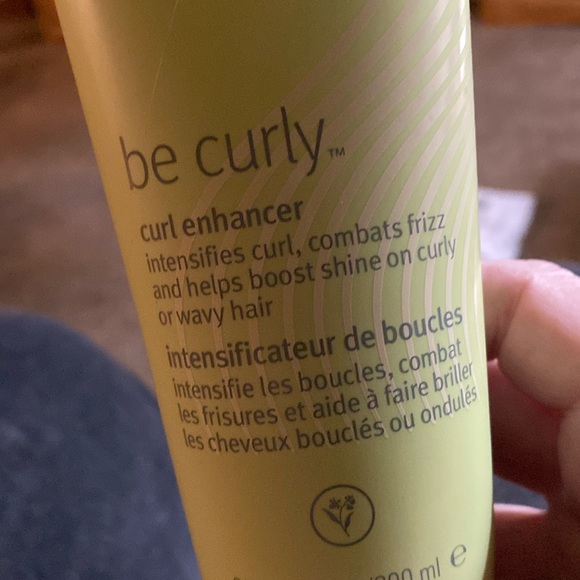 be curly™
curl enhancer
intensifies curl, combats frizz
and helps boost shine on curly
or wavy hair
intensificateur de boucles
intensifie les boucles, combat
les frisures et aide à faire briller
les cheveux bouclés ou ondulés
ml ℮